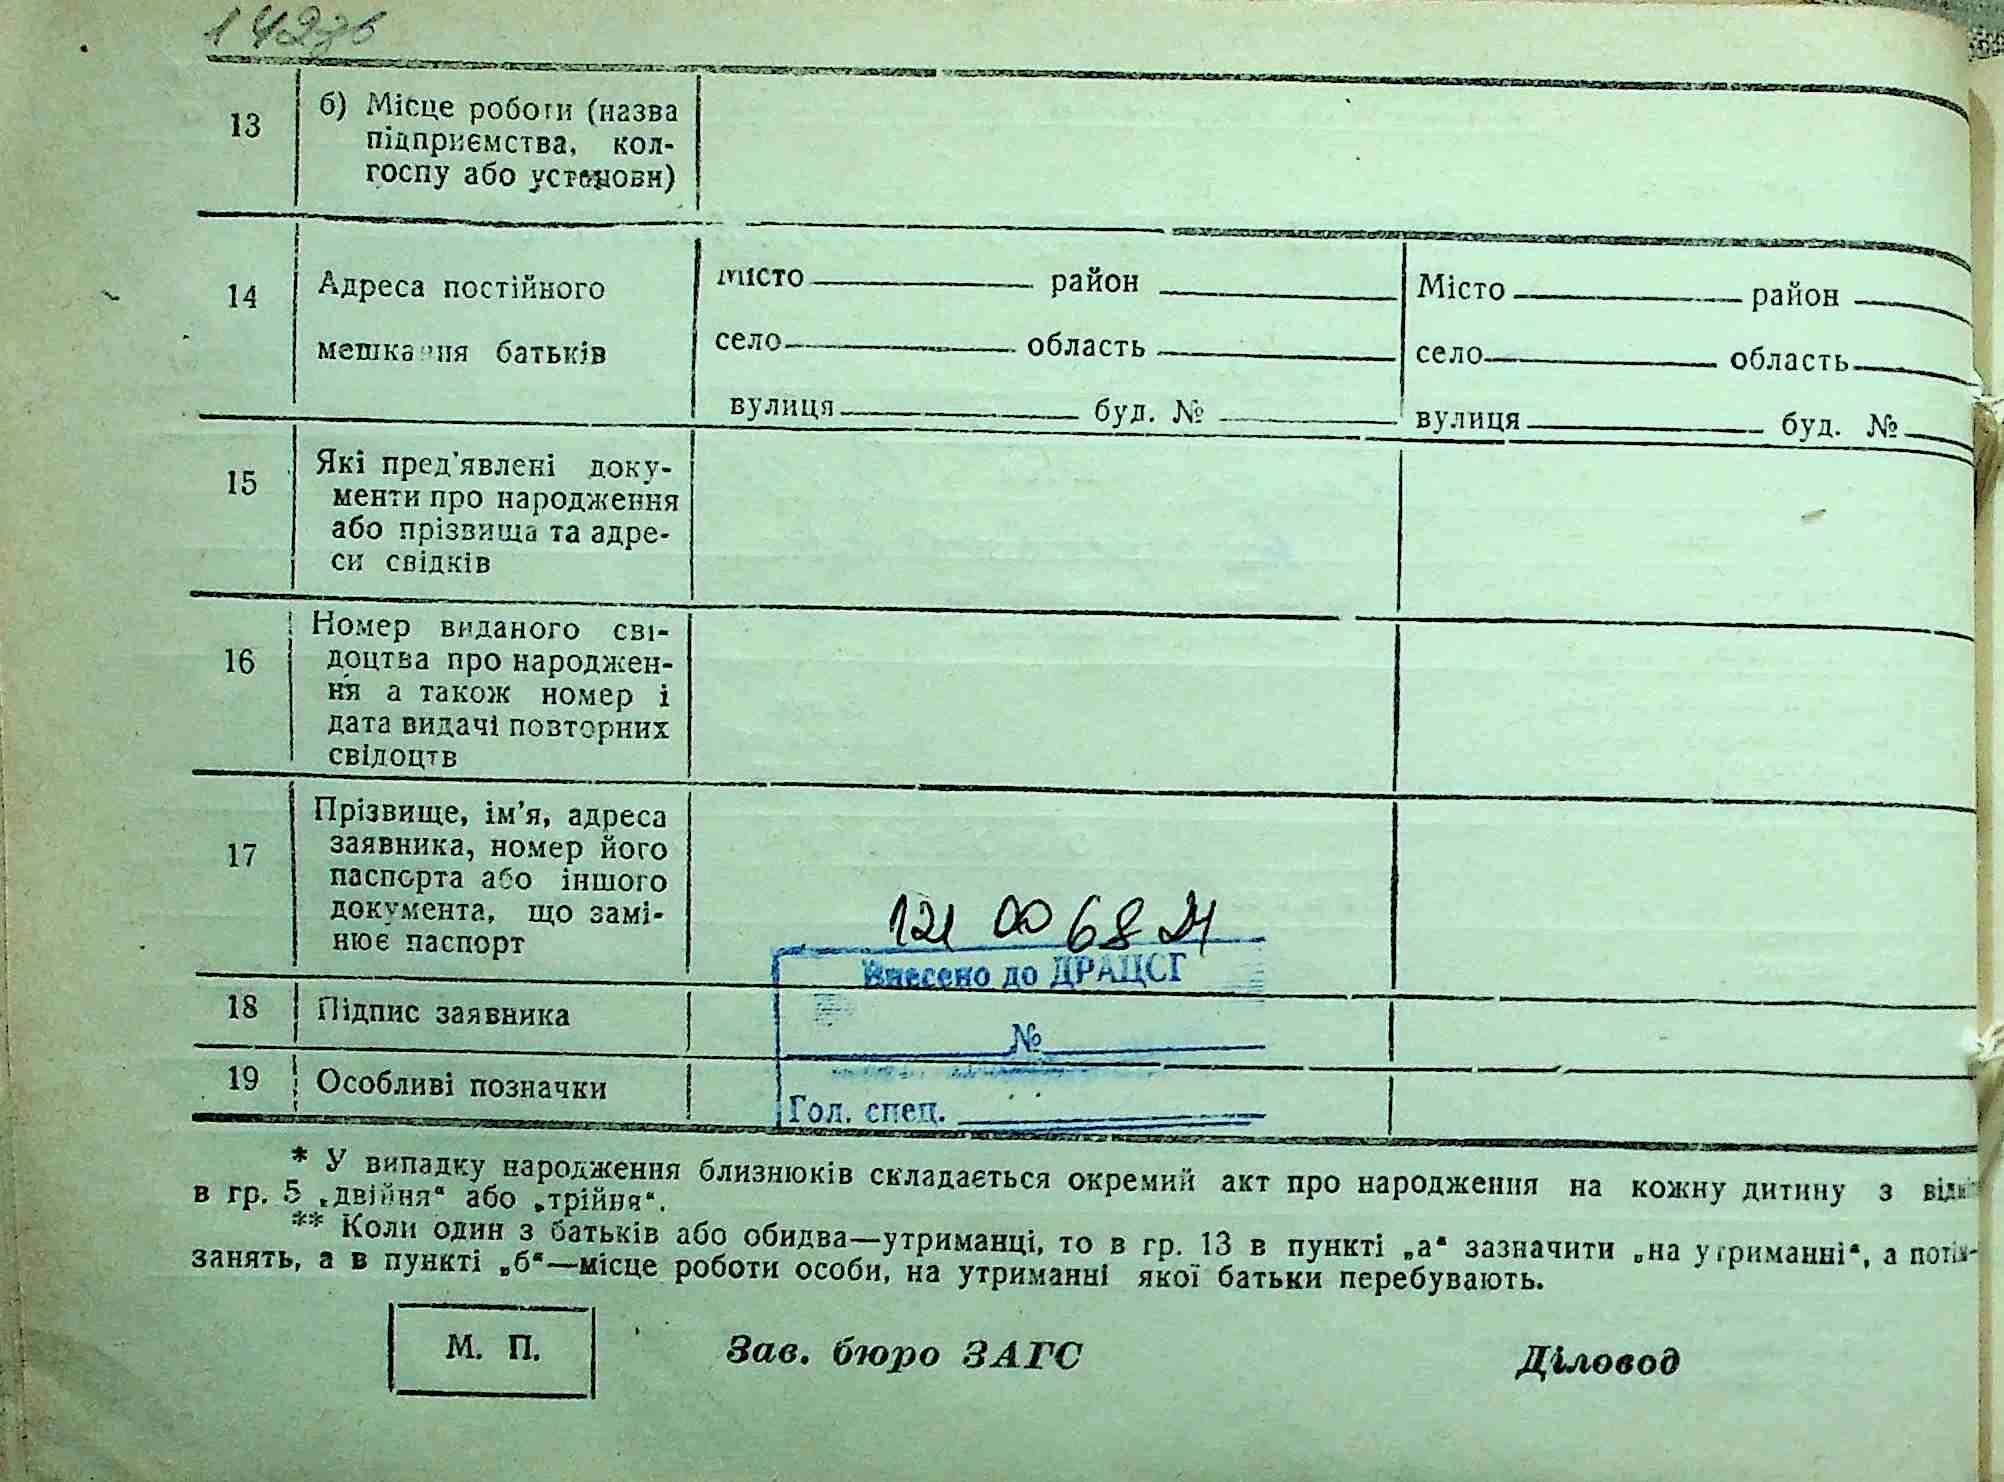 142зв
13
б) Місце роботи (назва
підприємства, кол-
госпу або установи)
14
Адреса постійного
мешкання батьків
Місто район
село область
вулиця буд. №
Місто район
село область
вулиця буд. №
15
Які пред'явлені доку-
менти про народження
або прізвища та адре-
си свідків
16
Номер виданого сві-
доцтва про народжен-
ня а також номер і
дата видачі повторних
свідоцтв
17
Прізвище, ім'я, адреса
заявника, номер його
паспорта або іншого
документа, що замі-
нює паспорт
Внесено до ДРАЦСГ
№
Гол. спец.
18
Підпис заявника
19
Особливі позначки
* У випадку народження близнюків складається окремий акт про народження на кожну дитину з
в гр. 5 „двійня“ або „трійня“.
** Коли один з батьків або обидва—утриманці, то в гр. 13 в пункті „а“ зазначити „на утриманні“, а потім
занять, а в пункті „б“—місце роботи особи, на утриманні якої батьки перебувають.
М. П.
Зав. бюро ЗАГС
Діловод